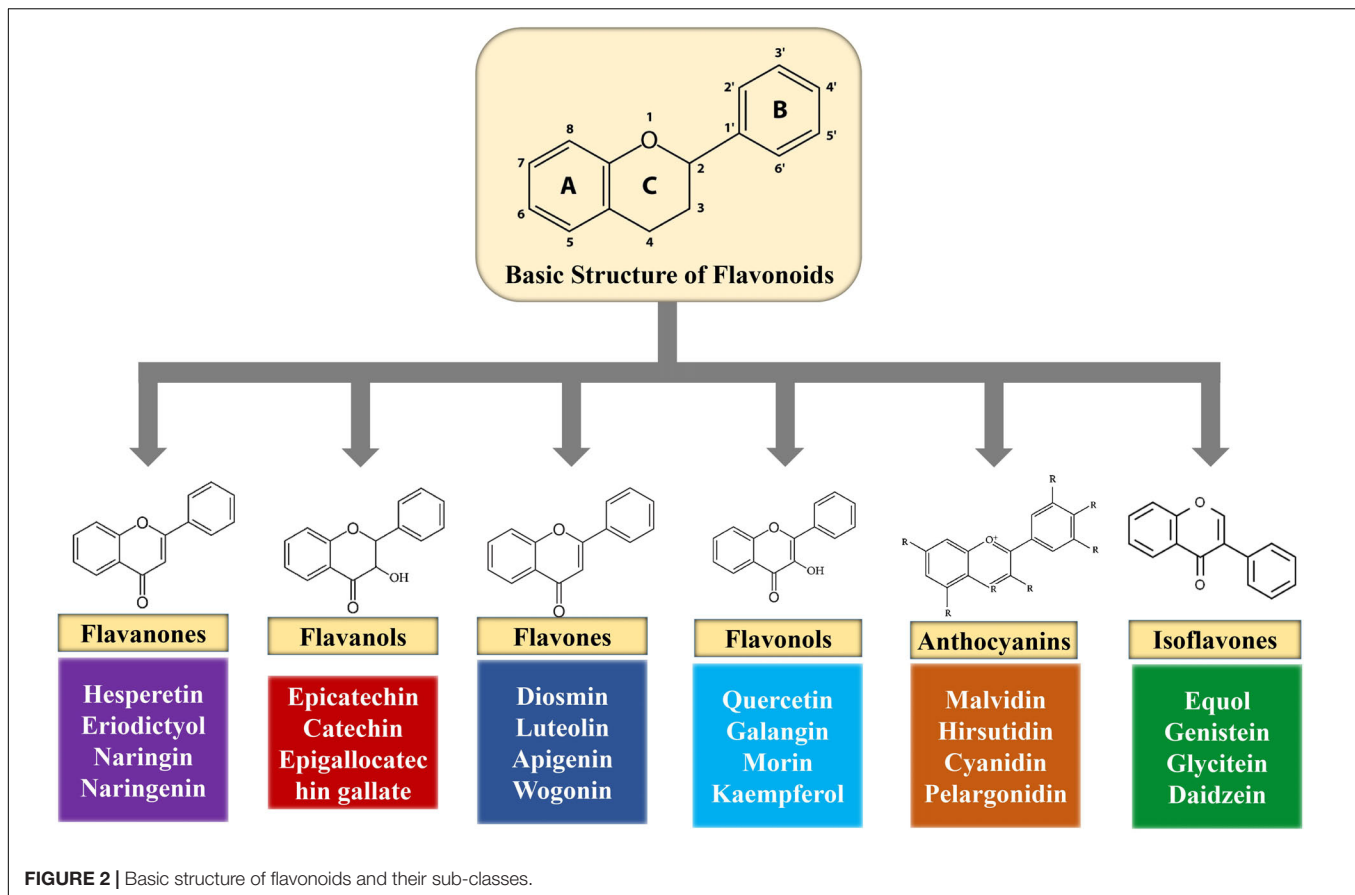 3'
2'
4'
B
1
8
O
1'
5'
7
2
6'
A
C
6
3
5
4
Basic Structure of Flavonoids
O
O
O
OH
O
O
O
O
OH
O
R
R
O+
R
R
R
R
R
O
O
Flavanones
Flavanols
Flavones
Flavonols
Anthocyanins
Isoflavones
Hesperetin
Eriodictyol
Naringin
Naringenin
Epicatechin
Catechin
Epigallocatec
hin gallate
Diosmin
Luteolin
Apigenin
Wogonin
Quercetin
Galangin
Morin
Kaempferol
Malvidin
Hirsutidin
Cyanidin
Pelargonidin
Equol
Genistein
Glycitein
Daidzein
FIGURE 2 | Basic structure of flavonoids and their sub-classes.